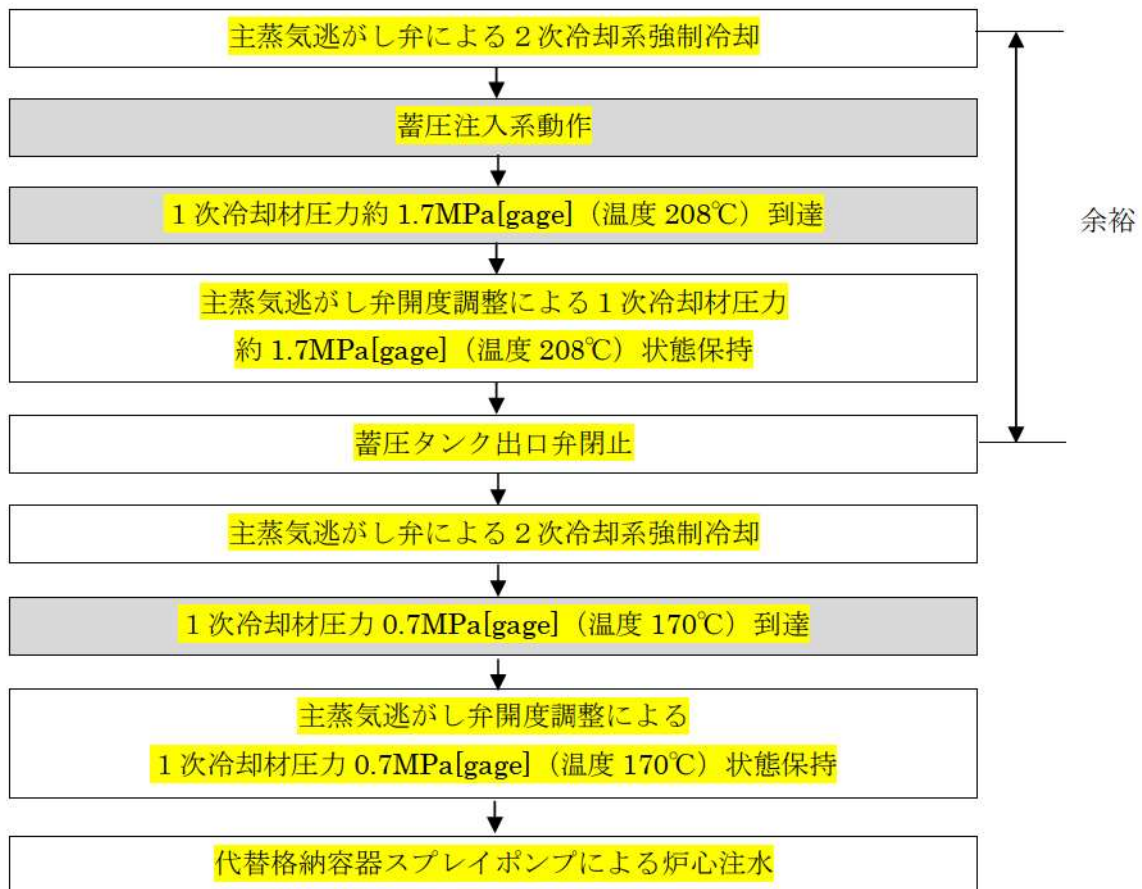 主蒸気逃がし弁による2次冷却系強制冷却
蓄圧注入系動作
1次冷却材圧力約 1.7MPa[gage]（温度 208℃）到達
余裕
主蒸気逃がし弁開度調整による1次冷却材圧力
約 1.7MPa[gage]（温度 208℃）状態保持
蓄圧タンク出口弁閉止
主蒸気逃がし弁による2次冷却系強制冷却
1次冷却材圧力 0.7MPa[gage]（温度 170℃）到達
主蒸気逃がし弁開度調整による
1次冷却材圧力 0.7MPa[gage]（温度 170℃）状態保持
代替格納容器スプレイポンプによる炉心注水